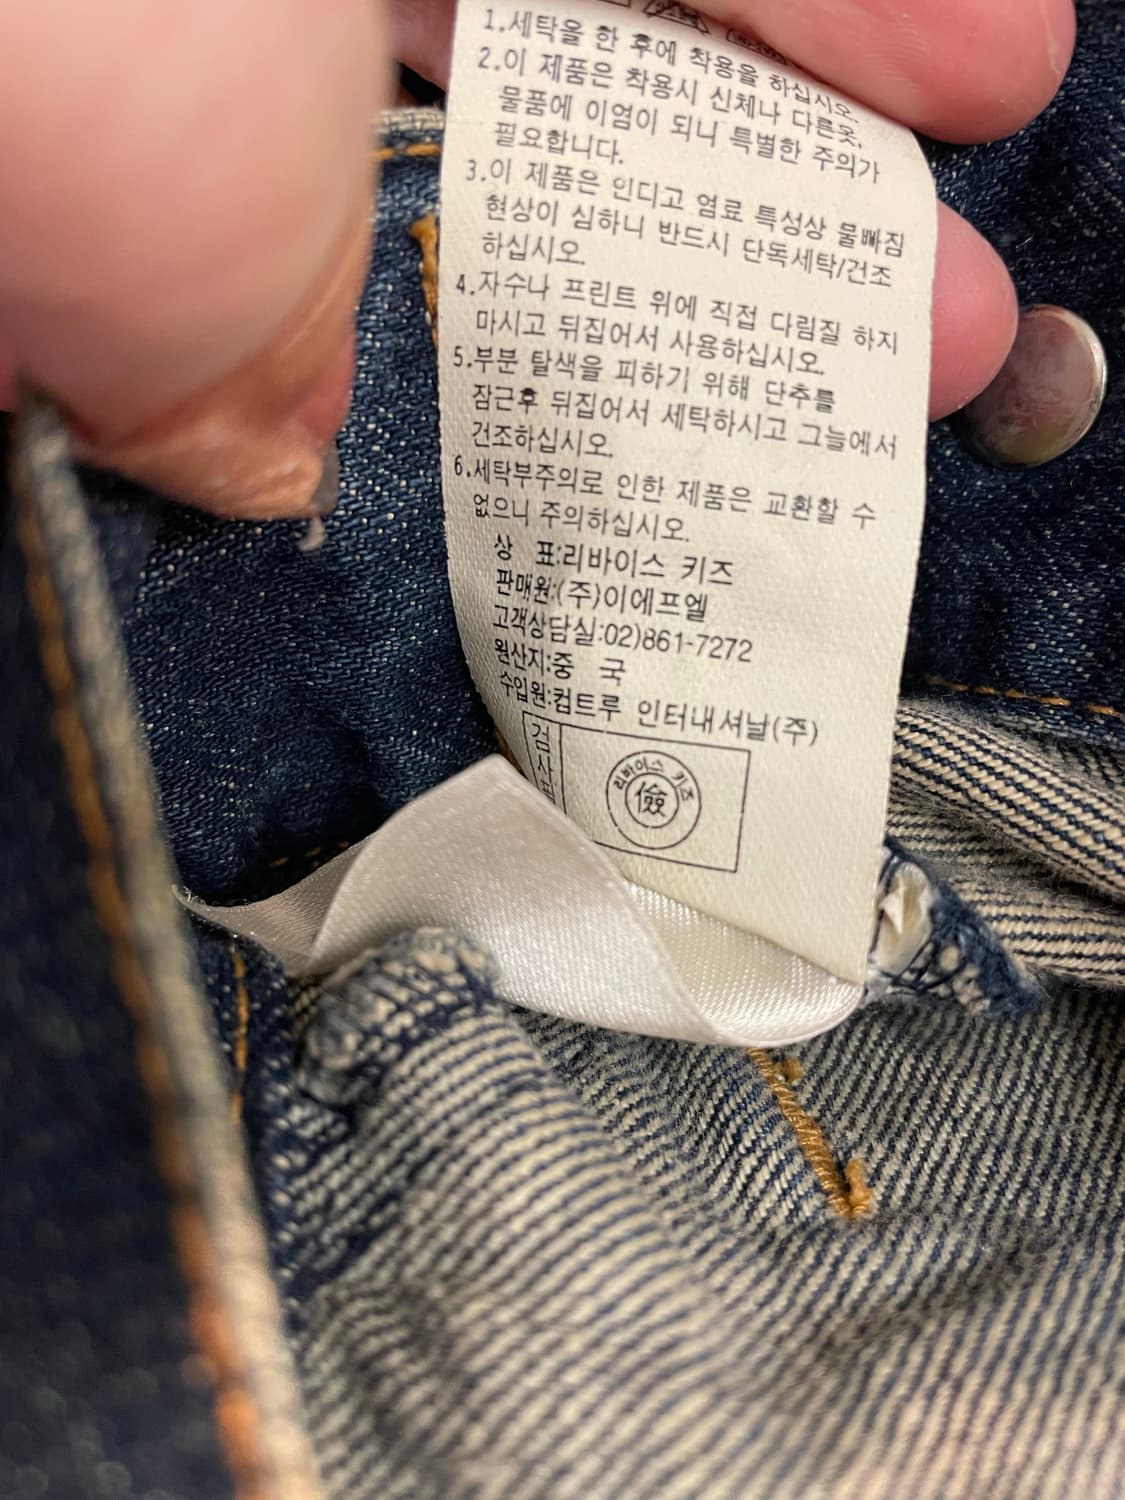 1.세탁을 한 후에 착용을 하십시오.
2.이 제품은 착용시 신체나 다른옷,
물품에 이염이 되니 특별한 주의가
필요합니다.
3.이 제품은 인디고 염료 특성상 물빠짐
현상이 심하니 반드시 단독세탁/건조
하십시오.
4.자수나 프린트 위에 직접 다림질 하지
마시고 뒤집어서 사용하십시오.
5.부분 탈색을 피하기 위해 단추를
잠근후 뒤집어서 세탁하시고 그늘에서
건조하십시오.
6.세탁부주의로 인한 제품은 교환할 수
없으니 주의하십시오.
상 표:리바이스 키즈
판매원:(주)이에프엘
고객상담실:02)861-7272
원산지:중 국
수입원:컴트루 인터내셔날(주)
검사
리바이스 키즈
儉